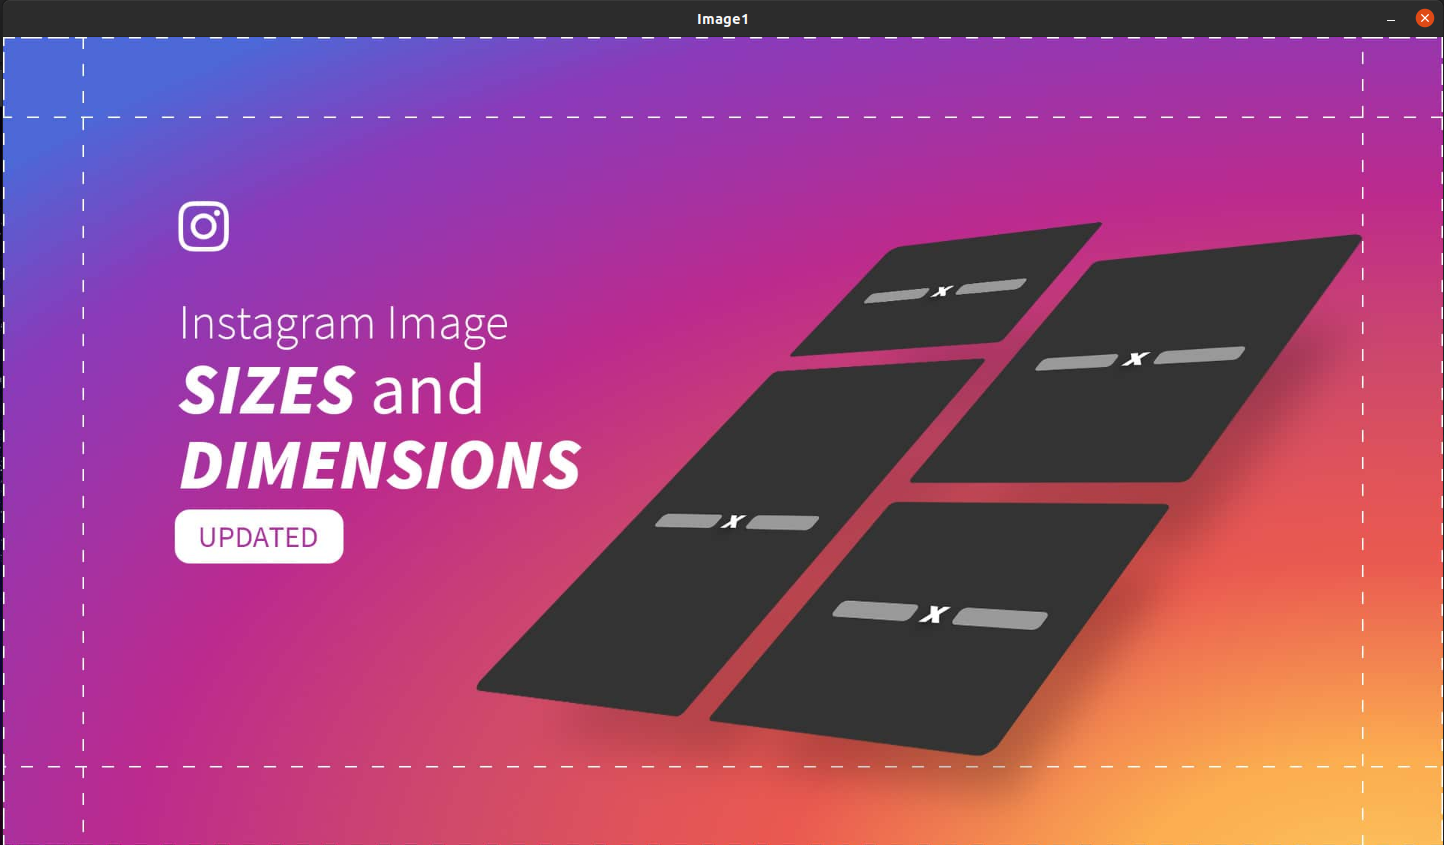 Image1
Instagram Image
SIZES and
DIMENSIONS
UPDATED
x
x
x
x